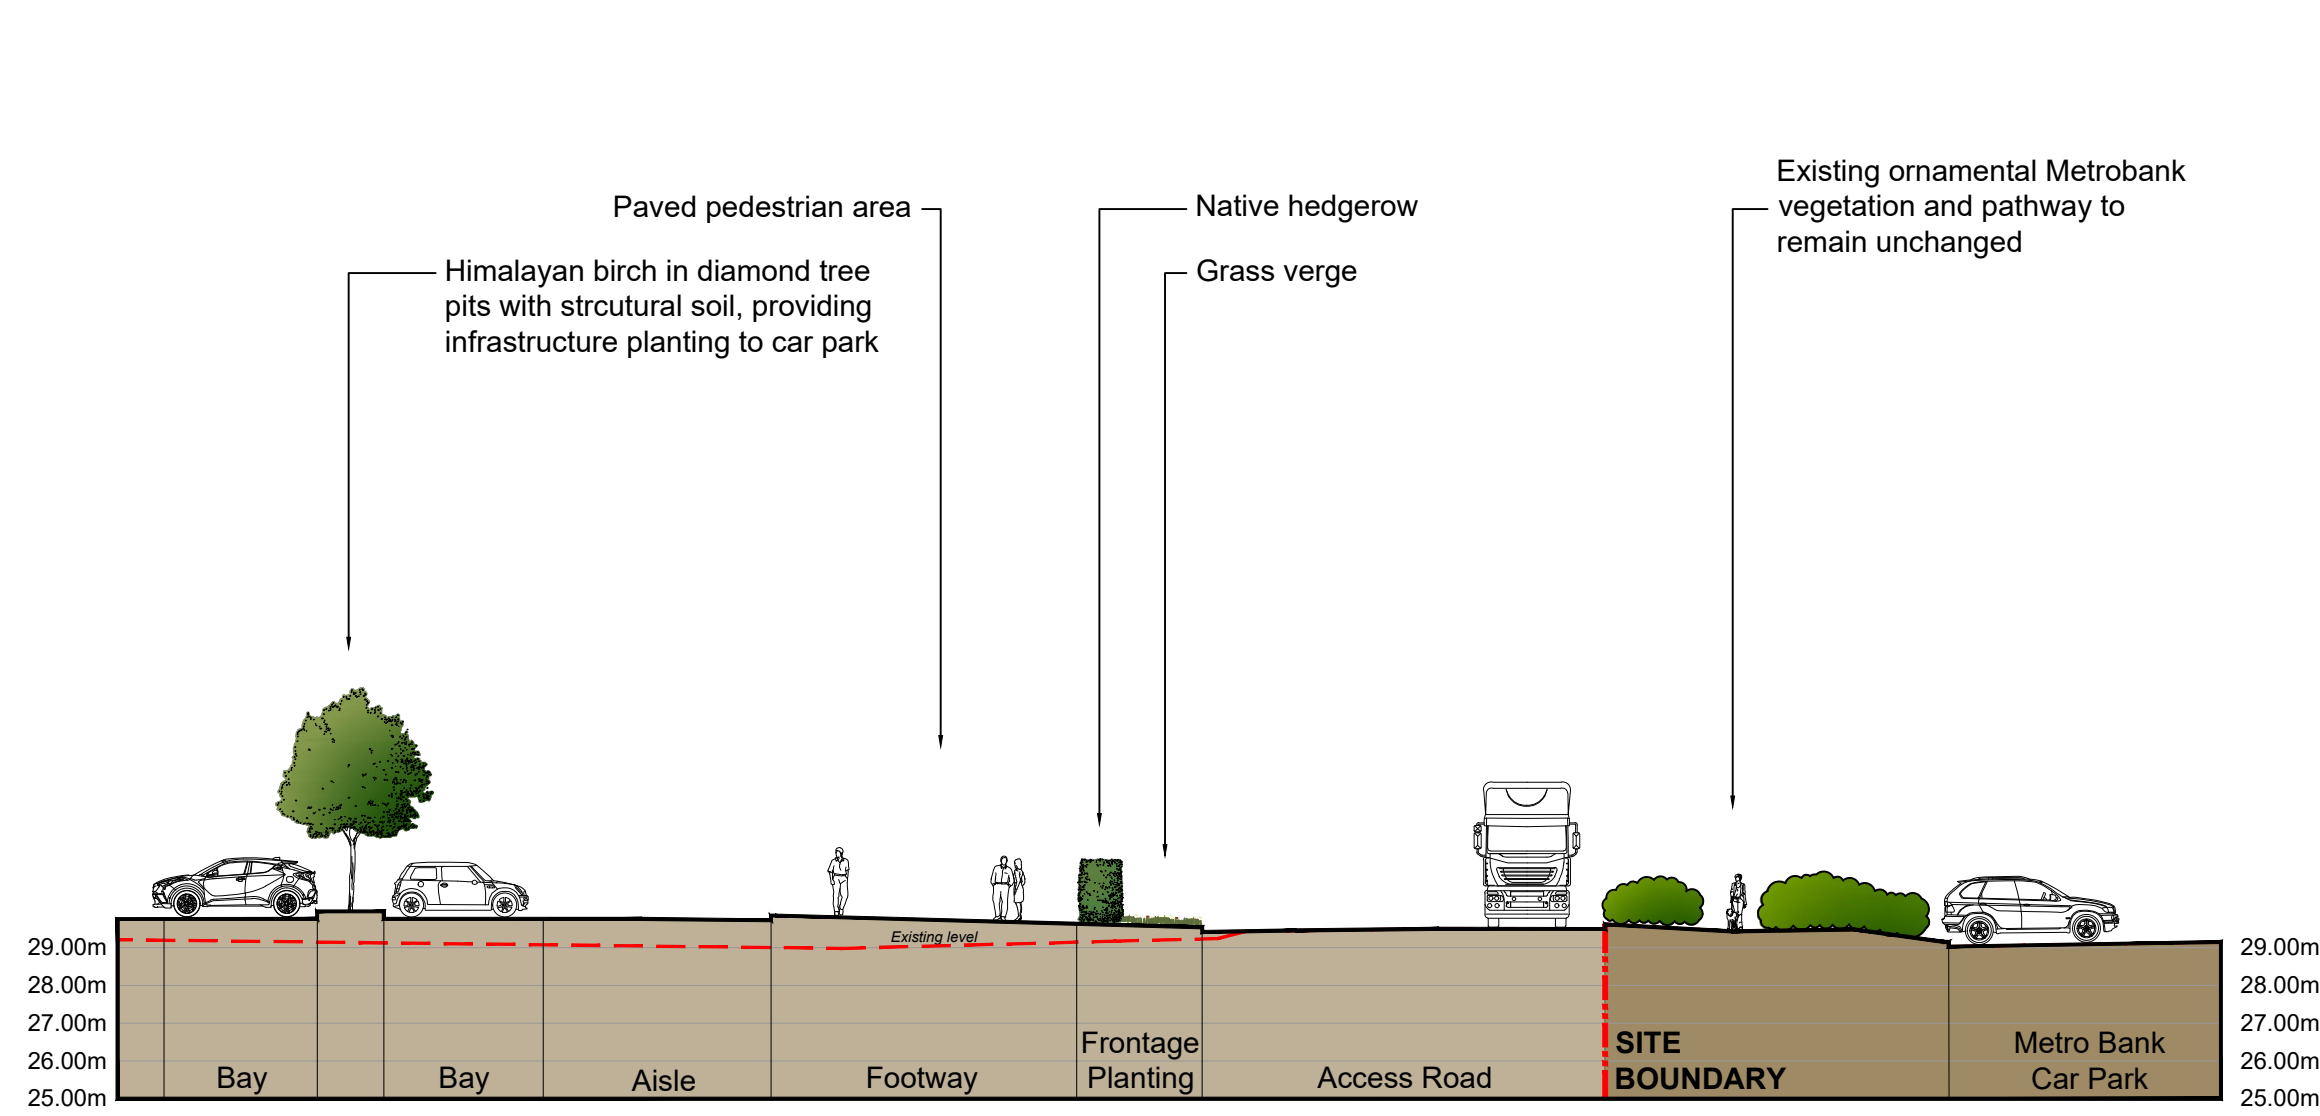 Existing ornamental Metrobank
vegetation and pathway to
remain unchanged
Paved pedestrian area
Native hedgerow
Himalayan birch in diamond tree
pits with strcutural soil, providing
infrastructure planting to car park
Grass verge
Existing level
29.00m
28.00m
27.00m
26.00m
25.00m
Bay
Bay
Aisle
Footway
Frontage
Planting
Access Road
SITE
BOUNDARY
Metro Bank
Car Park
29.00m
28.00m
27.00m
26.00m
25.00m